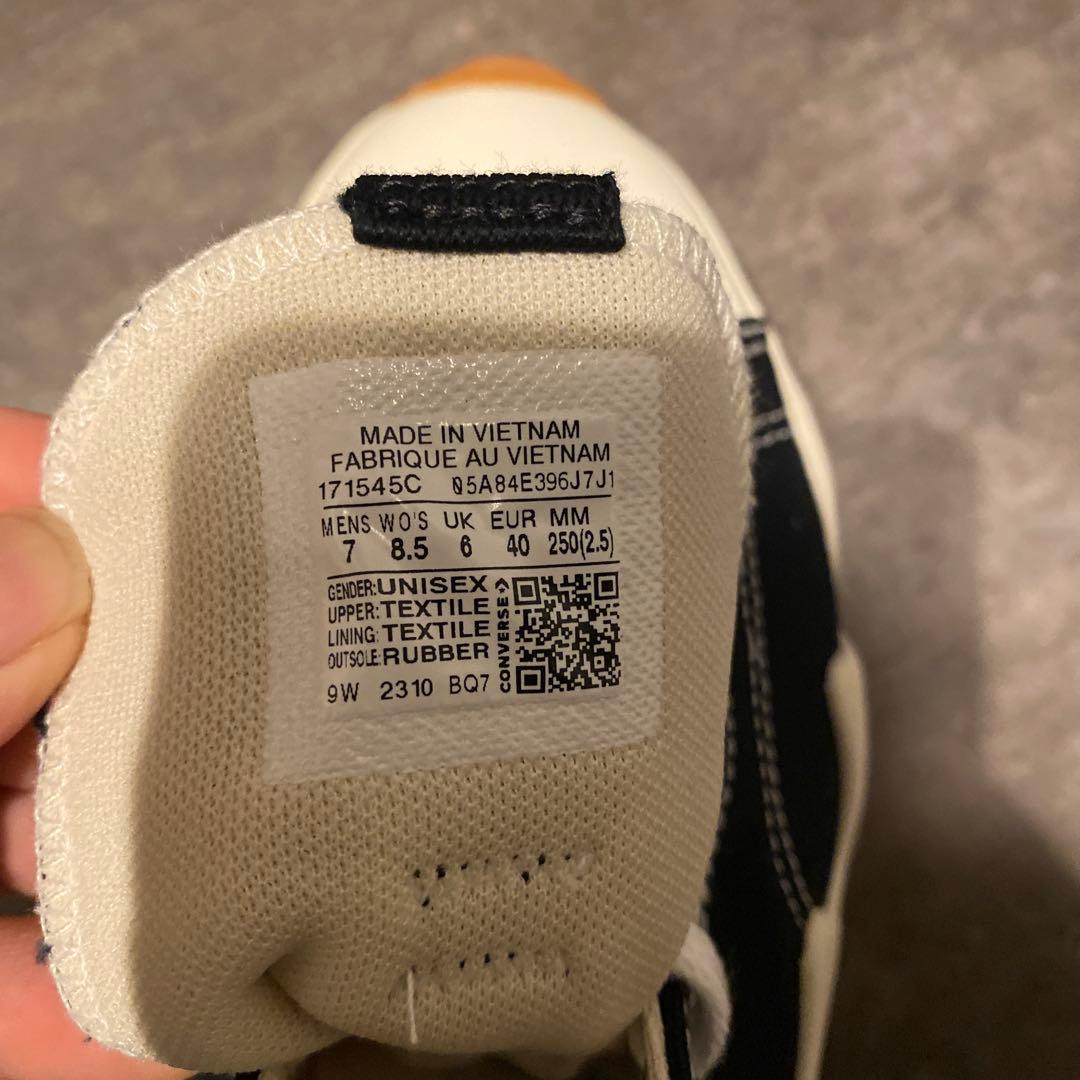 MADE IN VIETNAM
FABRIQUE AU VIETNAM
171545C 05A84E396J7J1
MENS WO'S UK EUR MM
7 8.5 6 40 250(2.5)
GENDER:UNISEX
UPPER:TEXTILE
LINING:TEXTILE
OUTSOLE:RUBBER
CONVERSE
9W 2310 BQ7